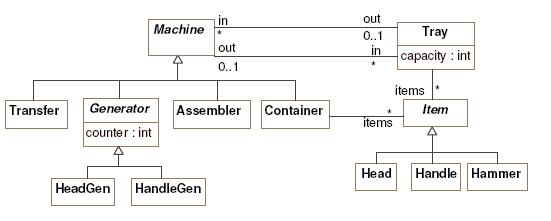 Machine
in
*
out
0..1
Tray
capacity : int
out
0..1
in
*
items
*
Transfer
Generator
counter : int
Assembler
Container
*
items
Item
HeadGen
HandleGen
Head
Handle
Hammer